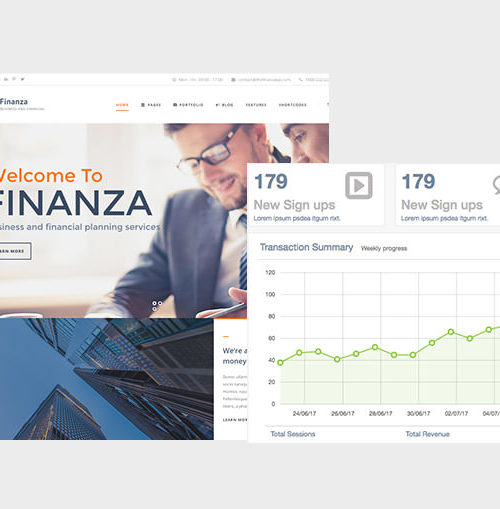 Finanza
HOME PAGES PORTFOLIO BLOG FEATURES SHORTCODES
Welcome To
FINANZA
siness and financial planning services
ARN MORE
We're a
money
LEARN MORE
179
New Sign ups
Lorem ipsum psdea itgum rixt.
179
New Sign ups
Lorem ipsum psdea itgum rixt.
Transaction Summary Weekly progress
120
100
80
60
40
20
0
24/06/17 26/06/17 28/06/17 30/06/17 02/07/17 04/07/
Total Sessions Total Revenue